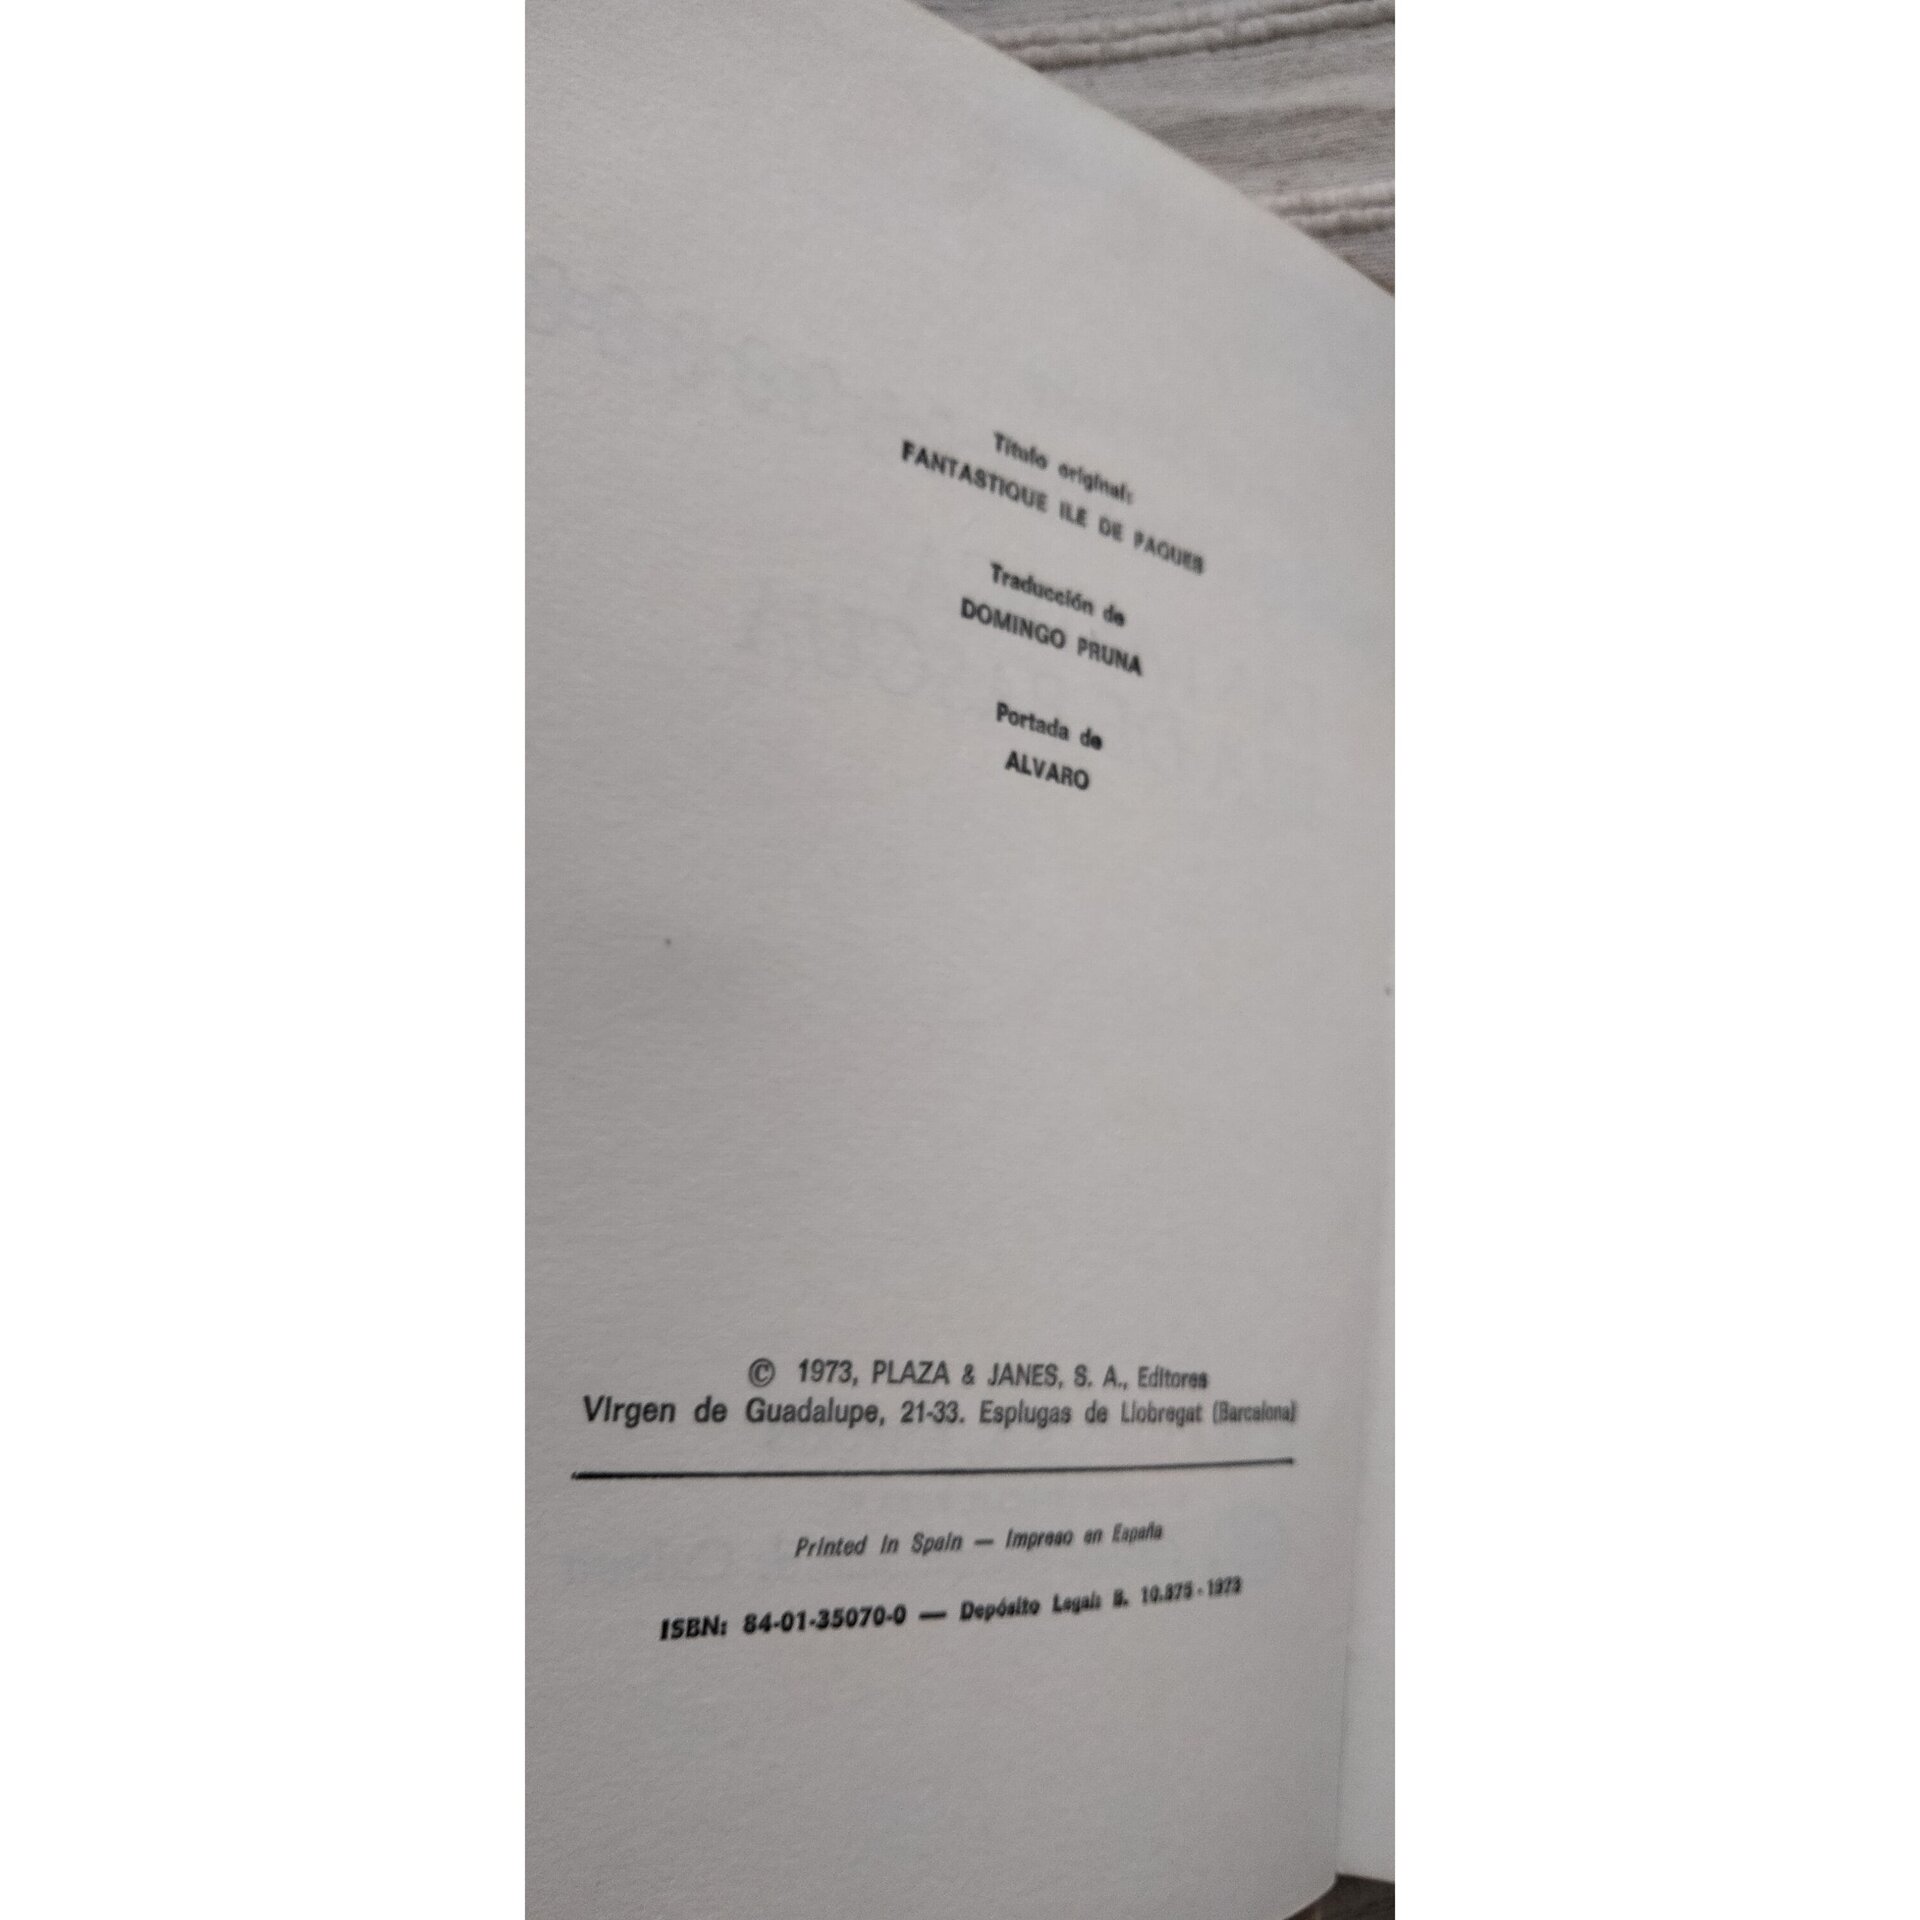 Título original:
FANTASTIQUE ILE DE PAQUES
Traducción de
DOMINGO PRUNA
Portada de
ALVARO
© 1973, PLAZA & JANES, S. A., Editores
Virgen de Guadalupe, 21-33. Esplugas de Llobregat (Barcelona)
Printed in Spain — Impreso en España
ISBN: 84-01-35070-0 — Depósito Legal: B. 1973